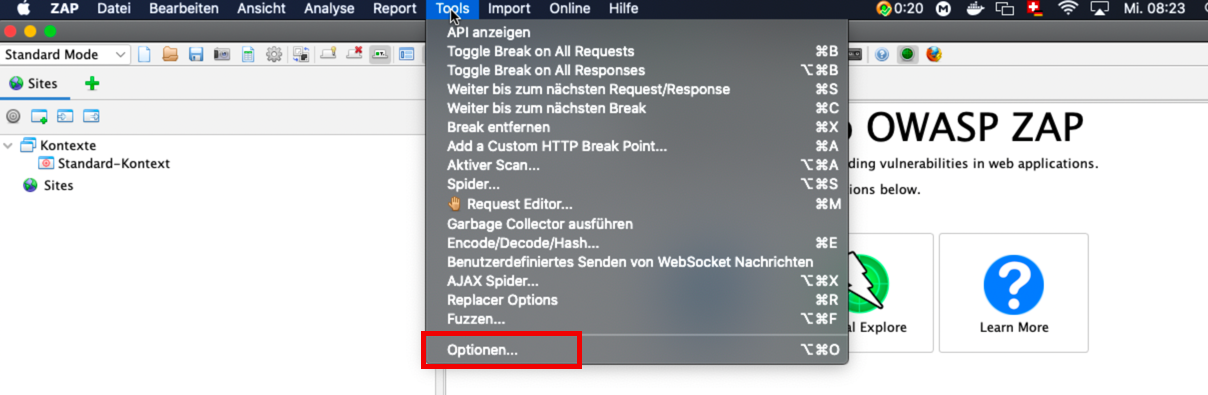 ZAP Datei Bearbeiten Ansicht Analyse Report Tools Import Online Hilfe 0:20 Mi. 08:23
Standard Mode
Sites
Kontexte
Standard-Kontext
Sites
API anzeigen
Toggle Break on All Requests ⌘B
Toggle Break on All Responses ⌥⌘B
Weiter bis zum nächsten Request/Response ⌘S
Weiter bis zum nächsten Break ⌘C
Break entfernen ⌘X
Add a Custom HTTP Break Point... ⌘A
Aktiver Scan... ⌥⌘A
Spider... ⌥⌘S
Request Editor... ⌘M
Garbage Collector ausführen
Encode/Decode/Hash... ⌘E
Benutzerdefiniertes Senden von WebSocket Nachrichten
AJAX Spider... ⌥⌘X
Replacer Options ⌘R
Fuzzen... ⌥⌘F
Optionen... ⌥⌘O
OWASP ZAP
ding vulnerabilities in web applications.
ions below.
al Explore
Learn More